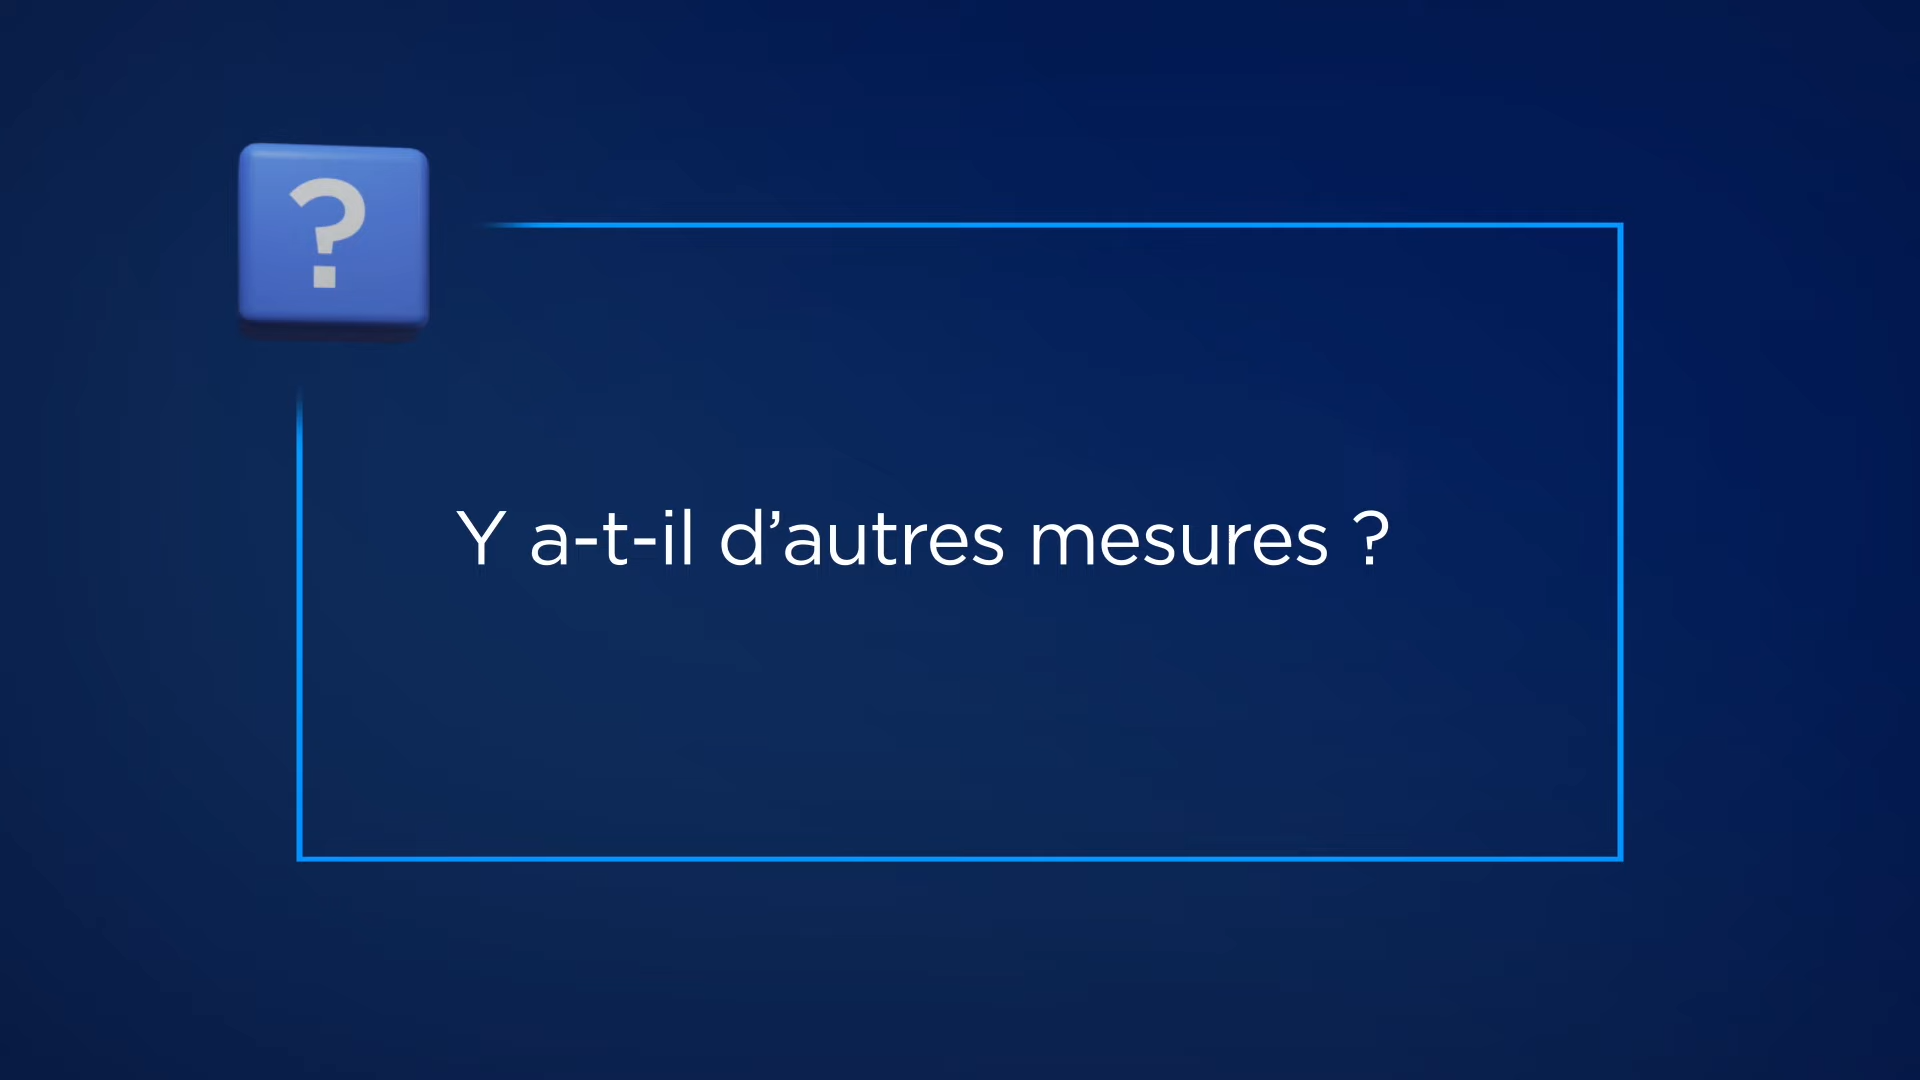 ?
Y a-t-il d’autres mesures ?